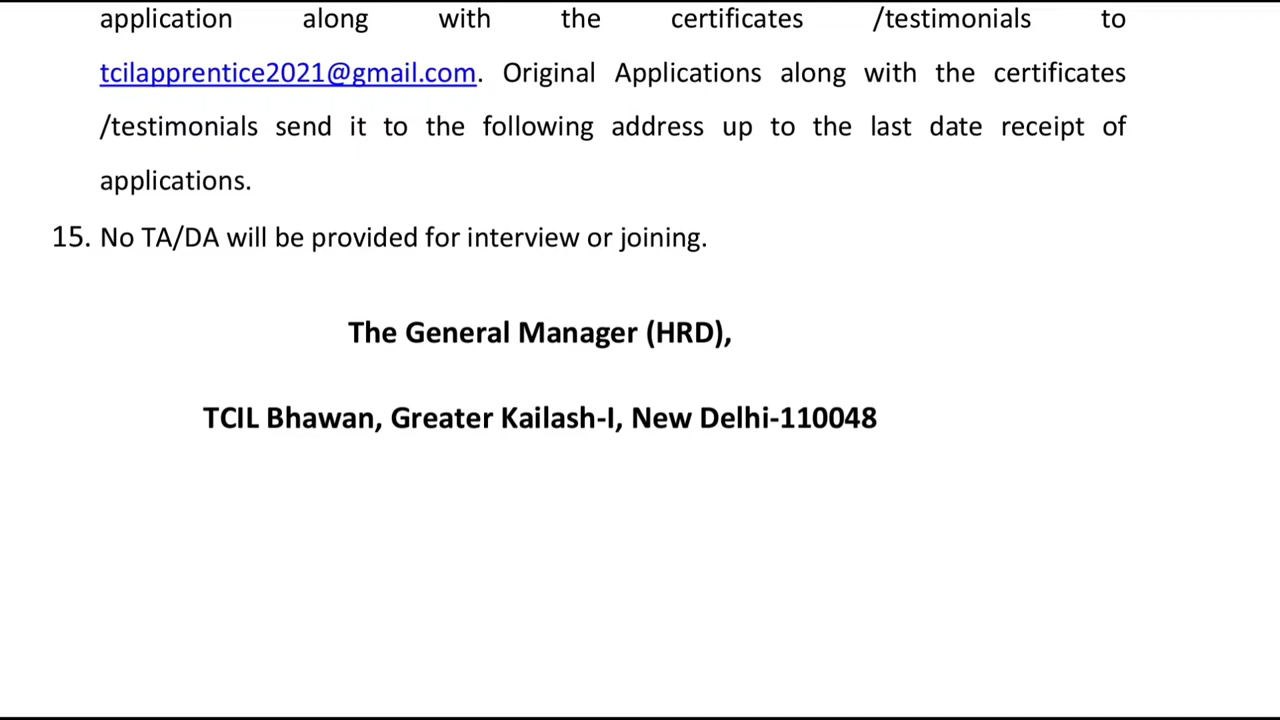 application along with the certificates /testimonials to
tcilapprentice2021@gmail.com. Original Applications along with the certificates
/testimonials send it to the following address up to the last date receipt of
applications.
15. No TA/DA will be provided for interview or joining.
The General Manager (HRD),
TCIL Bhawan, Greater Kailash-I, New Delhi-110048